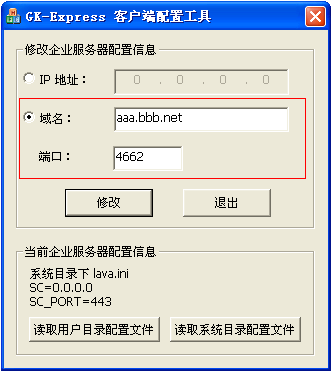 GK-Express 客户端配置工具
修改企业服务器配置信息
IP 地址： 0 . 0 . 0 . 0
域名： aaa.bbb.net
端口： 4662
修改 退出
当前企业服务器配置信息
系统目录下 lava.ini
SC=0.0.0.0
SC_PORT=443
读取用户目录配置文件 读取系统目录配置文件